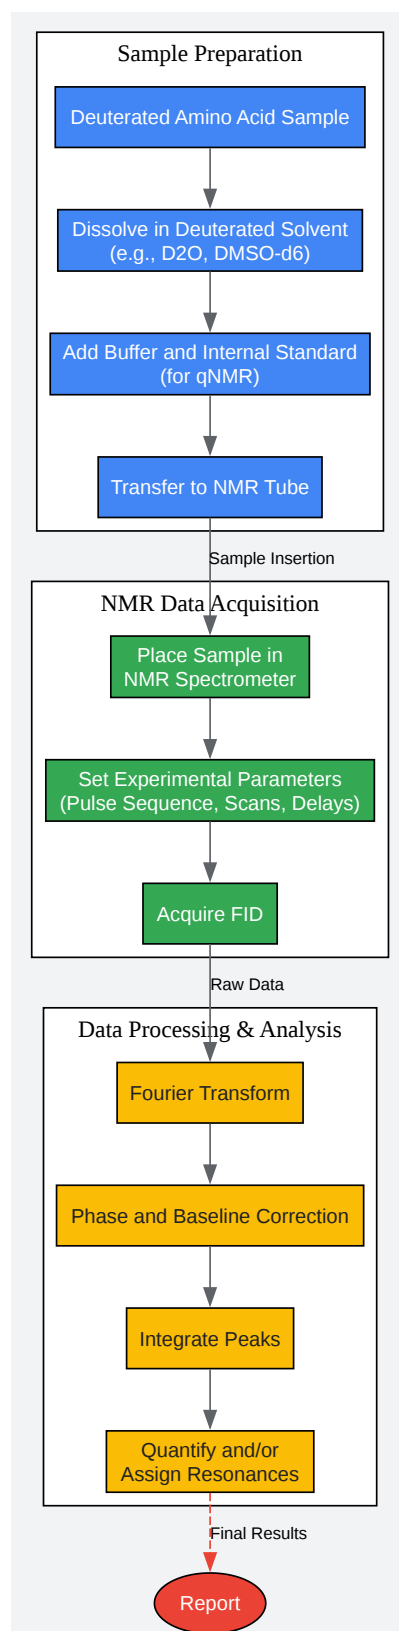 Sample Preparation
Deuterated Amino Acid Sample
Dissolve in Deuterated Solvent
(e.g., D2O, DMSO-d6)
Add Buffer and Internal Standard
(for qNMR)
Transfer to NMR Tube
Sample Insertion
NMR Data Acquisition
Place Sample in
NMR Spectrometer
Set Experimental Parameters
(Pulse Sequence, Scans, Delays)
Acquire FID
Raw Data
Data Processing & Analysis
Fourier Transform
Phase and Baseline Correction
Integrate Peaks
Quantify and/or
Assign Resonances
Final Results
Report